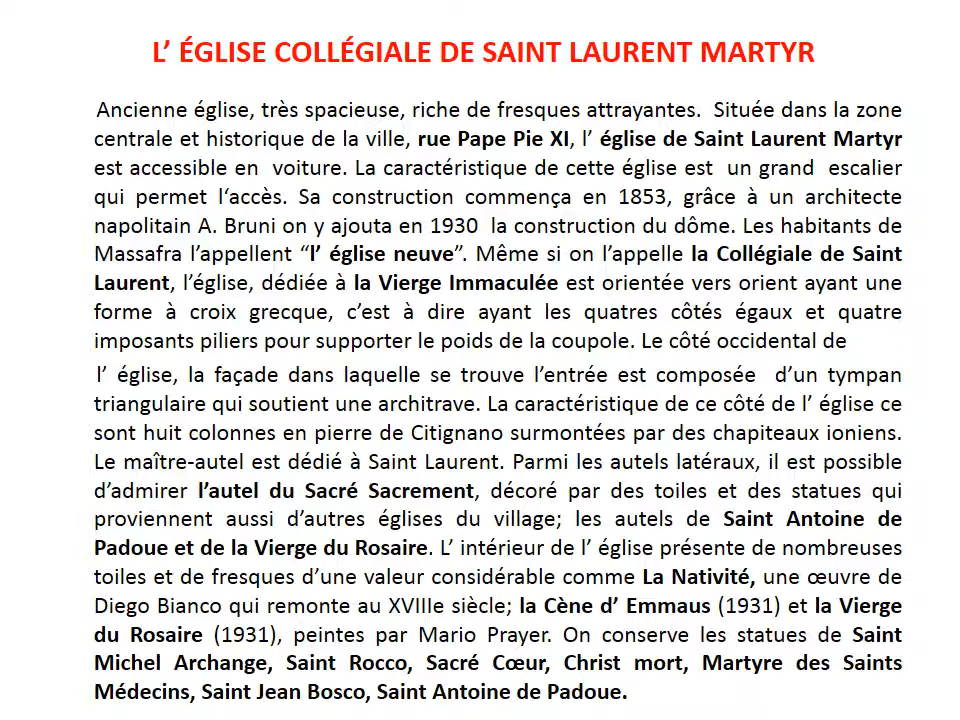 L’ ÉGLISE COLLÉGIALE DE SAINT LAURENT MARTYR
Ancienne église, très spacieuse, riche de fresques attrayantes. Située dans la zone
centrale et historique de la ville, rue Pape Pie XI, l’ église de Saint Laurent Martyr
est accessible en voiture. La caractéristique de cette église est un grand escalier
qui permet l‘accès. Sa construction commença en 1853, grâce à un architecte
napolitain A. Bruni on y ajouta en 1930 la construction du dôme. Les habitants de
Massafra l’appellent “l’ église neuve”. Même si on l’appelle la Collégiale de Saint
Laurent, l’église, dédiée à la Vierge Immaculée est orientée vers orient ayant une
forme à croix grecque, c’est à dire ayant les quatres côtés égaux et quatre
imposants piliers pour supporter le poids de la coupole. Le côté occidental de
l’ église, la façade dans laquelle se trouve l’entrée est composée d’un tympan
triangulaire qui soutient une architrave. La caractéristique de ce côté de l’ église ce
sont huit colonnes en pierre de Citignano surmontées par des chapiteaux ioniens.
Le maître-autel est dédié à Saint Laurent. Parmi les autels latéraux, il est possible
d’admirer l’autel du Sacré Sacrement, décoré par des toiles et des statues qui
proviennent aussi d’autres églises du village; les autels de Saint Antoine de
Padoue et de la Vierge du Rosaire. L’ intérieur de l’ église présente de nombreuses
toiles et de fresques d’une valeur considérable comme La Nativité, une œuvre de
Diego Bianco qui remonte au XVIIIe siècle; la Cène d’ Emmaus (1931) et la Vierge
du Rosaire (1931), peintes par Mario Prayer. On conserve les statues de Saint
Michel Archange, Saint Rocco, Sacré Cœur, Christ mort, Martyre des Saints
Médecins, Saint Jean Bosco, Saint Antoine de Padoue.